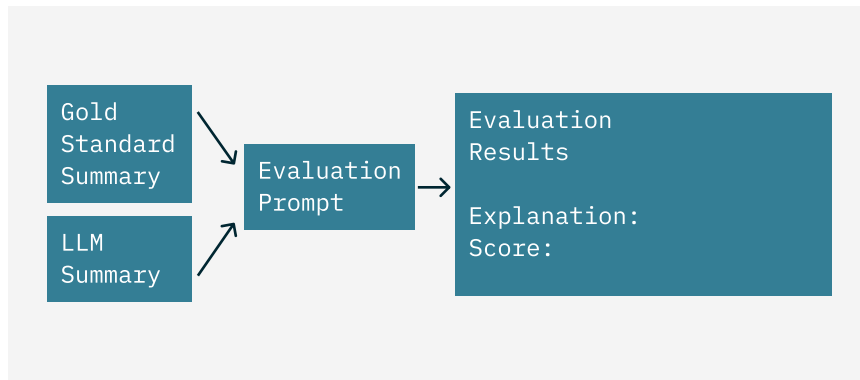 Gold
Standard
Summary
LLM
Summary
Evaluation
Prompt
Evaluation
Results
Explanation:
Score: